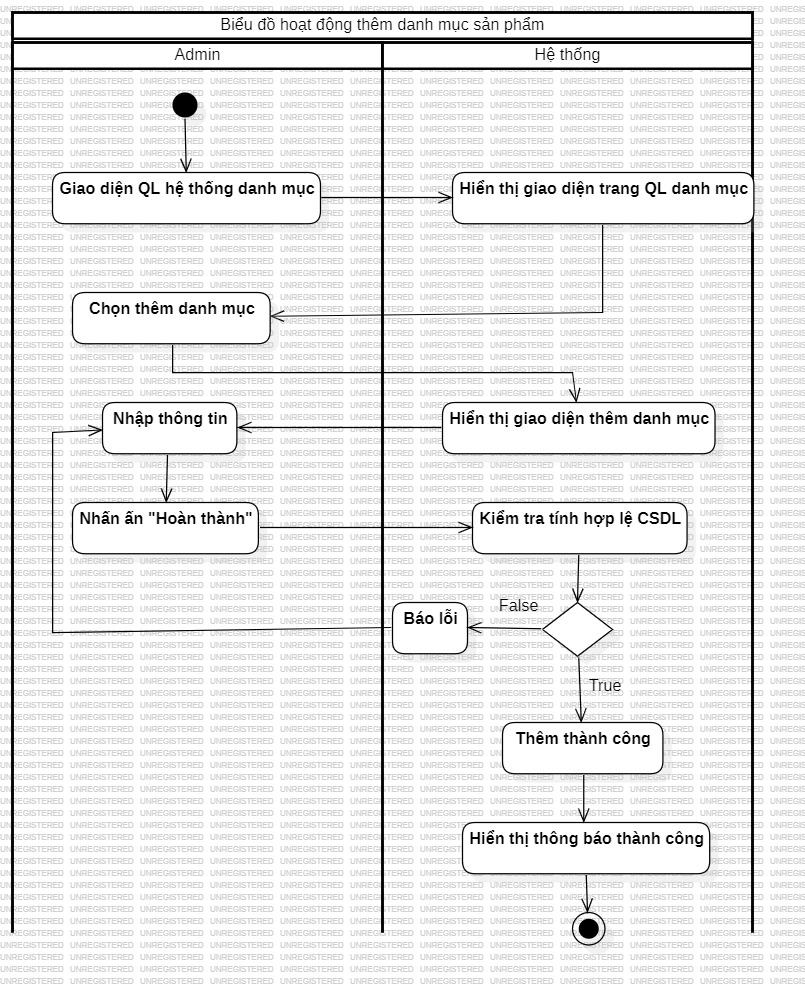 Biểu đồ hoạt động thêm danh mục sản phẩm
Admin
Hệ thống
Giao diện QL hệ thống danh mục
Hiển thị giao diện trang QL danh mục
Chọn thêm danh mục
Nhập thông tin
Hiển thị giao diện thêm danh mục
Nhấn ấn "Hoàn thành"
Kiểm tra tính hợp lệ CSDL
False
Báo lỗi
True
Thêm thành công
Hiển thị thông báo thành công
UNREGISTERED